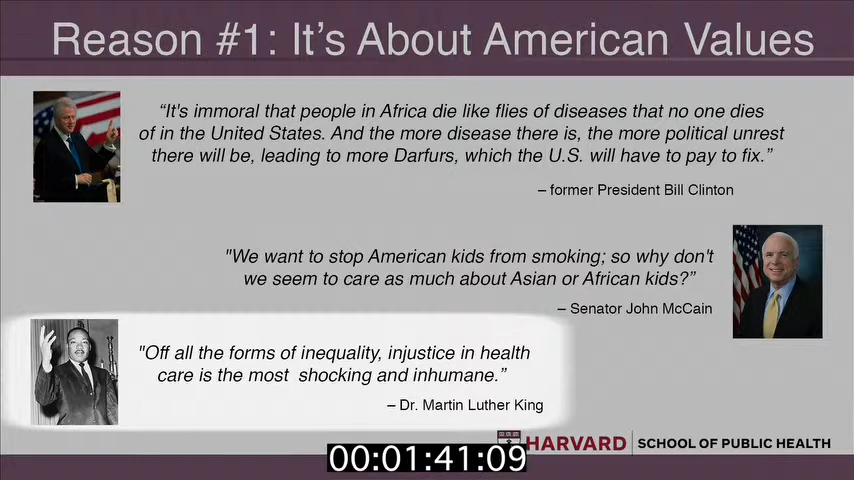 Reason #1: It's About American Values
“It's immoral that people in Africa die like flies of diseases that no one dies
of in the United States. And the more disease there is, the more political unrest
there will be, leading to more Darfurs, which the U.S. will have to pay to fix.”
– former President Bill Clinton
"We want to stop American kids from smoking; so why don't
we seem to care as much about Asian or African kids?”
– Senator John McCain
"Off all the forms of inequality, injustice in health
care is the most  shocking and inhumane.”
– Dr. Martin Luther King
HARVARD SCHOOL OF PUBLIC HEALTH
00:01:41:09